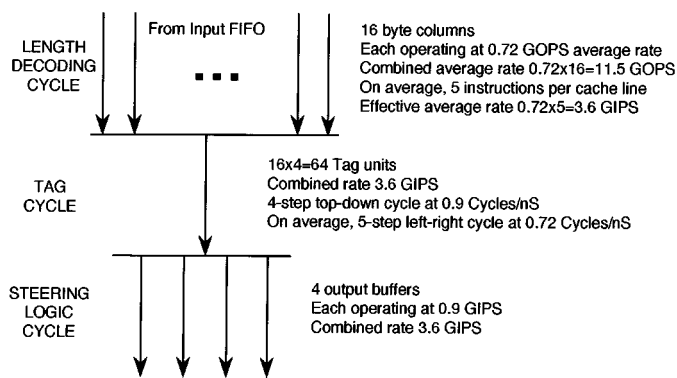 LENGTH
DECODING
CYCLE
From Input FIFO
16 byte columns
Each operating at 0.72 GOPS average rate
Combined average rate 0.72x16=11.5 GOPS
On average, 5 instructions per cache line
Effective average rate 0.72x5=3.6 GIPS
TAG
CYCLE
16x4=64 Tag units
Combined rate 3.6 GIPS
4-step top-down cycle at 0.9 Cycles/nS
On average, 5-step left-right cycle at 0.72 Cycles/nS
STEERING
LOGIC
CYCLE
4 output buffers
Each operating at 0.9 GIPS
Combined rate 3.6 GIPS